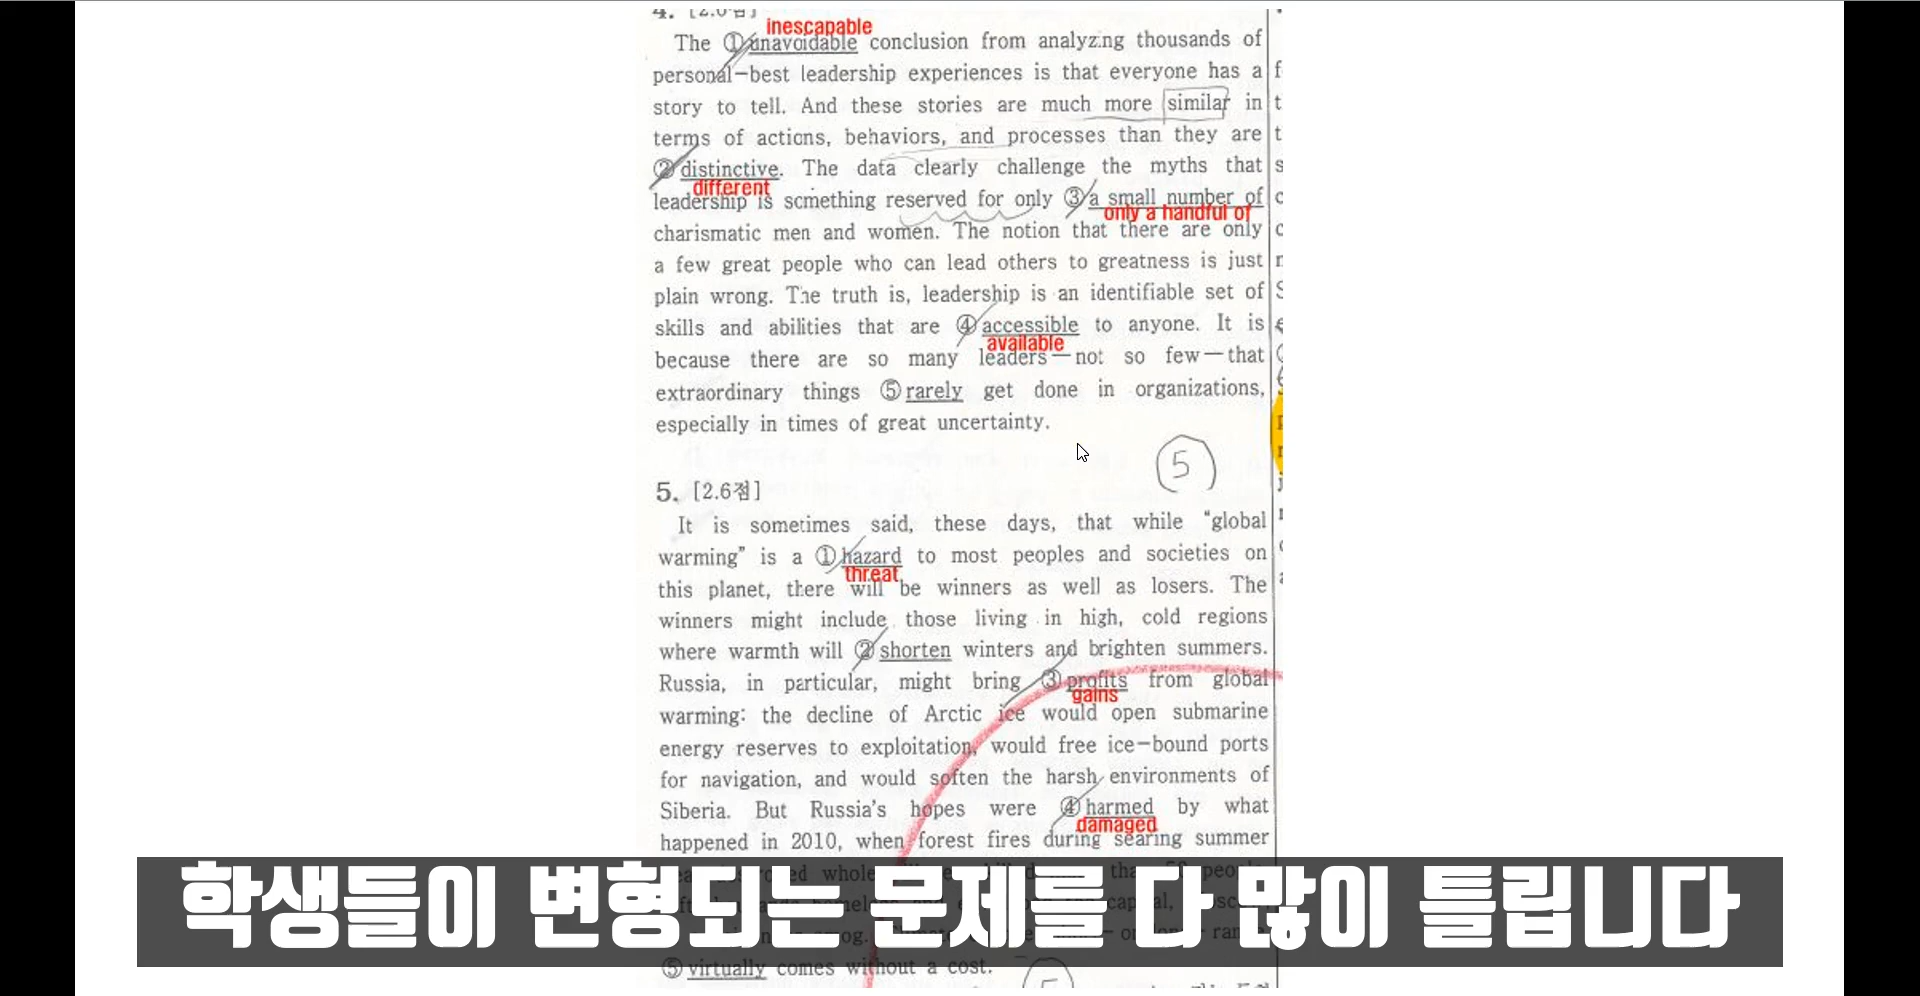 4. [2.6점]
inescapable
The ① unavoidable conclusion from analyzing thousands of
personal-best leadership experiences is that everyone has a
story to tell. And these stories are much more similar in
terms of actions, behaviors, and processes than they are
② distinctive. The data clearly challenge the myths that
different
leadership is something reserved for only ③ a small number of
only a handful of
charismatic men and women. The notion that there are only
a few great people who can lead others to greatness is just
plain wrong. The truth is, leadership is an identifiable set of
skills and abilities that are ④ accessible to anyone. It is
available
because there are so many leaders—not so few—that
extraordinary things ⑤ rarely get done in organizations,
especially in times of great uncertainty.
5
5. [2.6점]
It is sometimes said, these days, that while “global
warming” is a ① hazard to most peoples and societies on
threat
this planet, there will be winners as well as losers. The
winners might include those living in high, cold regions
where warmth will ② shorten winters and brighten summers.
Russia, in particular, might bring ③ profits from global
gains
warming: the decline of Arctic ice would open submarine
energy reserves to exploitation, would free ice-bound ports
for navigation, and would soften the harsh environments of
Siberia. But Russia's hopes were ④ harmed by what
damaged
happened in 2010, when forest fires during searing summer
학생들이 변형되는 문제를 다 많이 틀립니다
⑤ virtually comes without a cost.